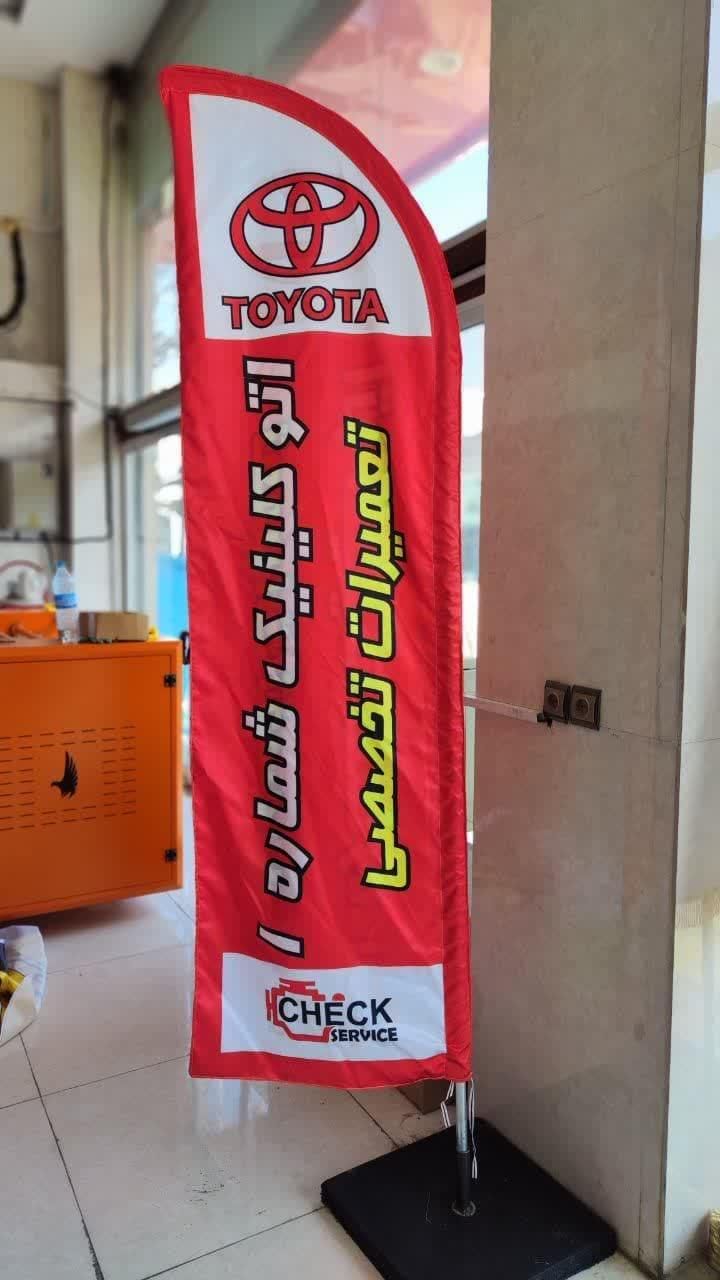 TOYOTA
اتو کلینیک شماره ۱
تعمیرات تخصصی
CHECK
SERVICE